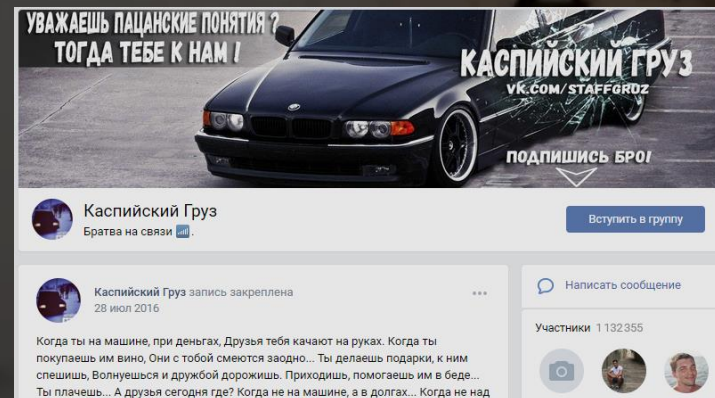 УВАЖАЕШЬ ПАЦАНСКИЕ ПОНЯТИЯ ?
ТОГДА ТЕБЕ К НАМ !
КАСПИЙСКИЙ ГРУЗ
VK.COM/STAFFGRUZ
ПОДПИШИСЬ БРО!
Каспийский Груз
Братва на связи .
Вступить в группу
Каспийский Груз запись закреплена
28 июл 2016
Когда ты на машине, при деньгах, Друзья тебя качают на руках. Когда ты
покупаешь им вино, Они с тобой смеются заодно... Ты делаешь подарки, к ним
спешишь, Волнуешься и дружбой дорожишь. Приходишь, помогаешь им в беде...
Ты плачешь... А друзья сегодня где? Когда не на машине, а в долгах... Когда не над
Написать сообщение
Участники 1 132 355